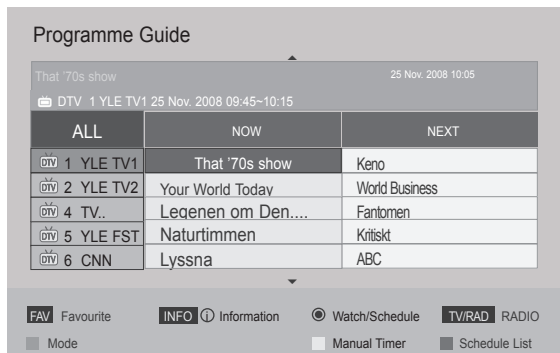 Programme Guide
That '70s show 25 Nov. 2008 10:05
DTV 1 YLE TV1 25 Nov. 2008 09:45~10:15
ALL NOW NEXT
DTV 1 YLE TV1 That '70s show Keno
DTV 2 YLE TV2 Your World Today World Business
DTV 4 TV.. Legenen om Den.... Fantomen
DTV 5 YLE FST Naturtimmen Kritiskt
DTV 6 CNN Lyssna ABC
FAV Favourite INFO i Information Watch/Schedule TV/RAD RADIO
Mode Manual Timer Schedule List